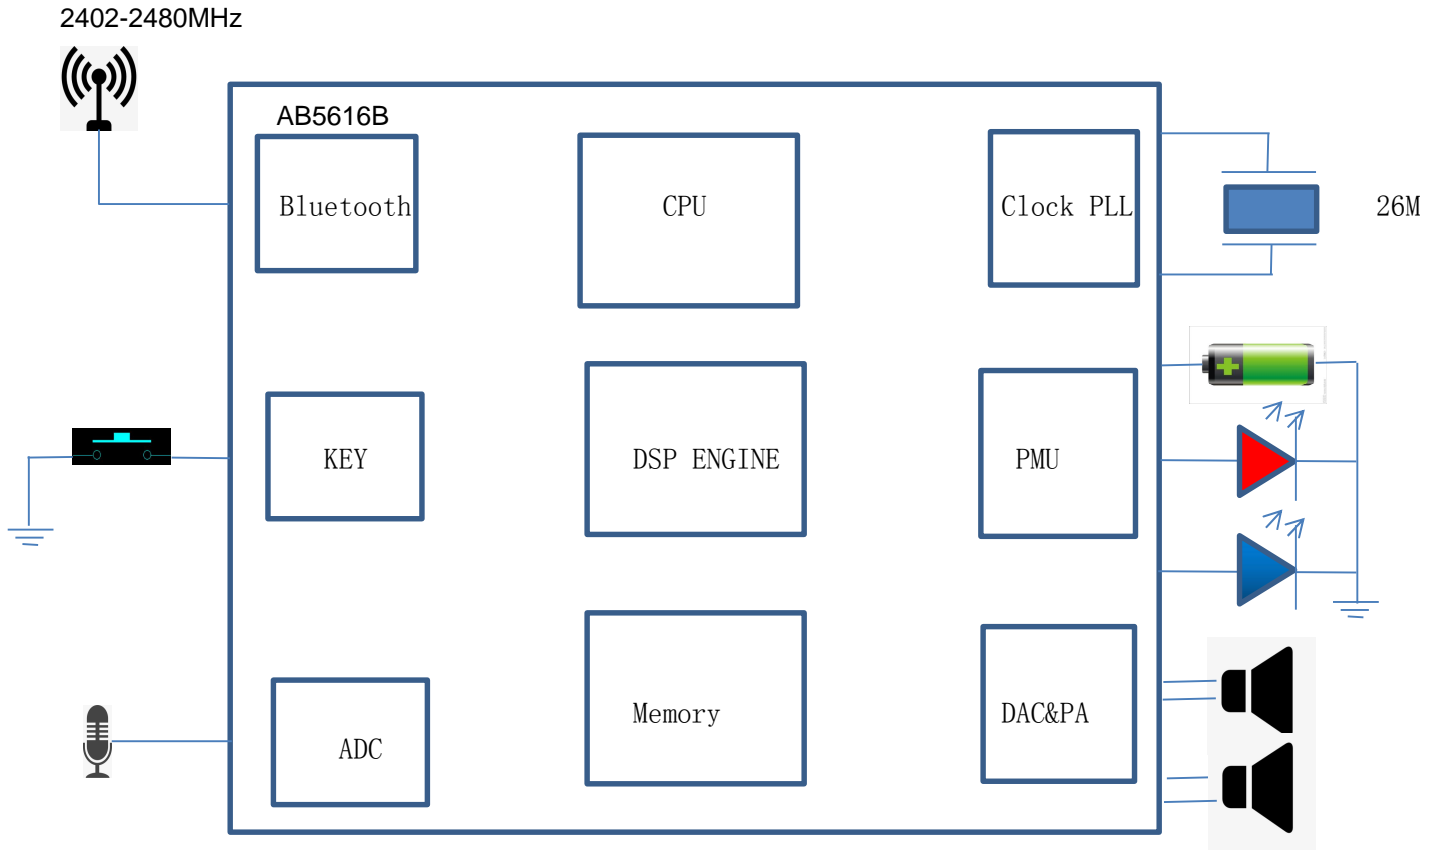 2402-2480MHz
AB5616B
Bluetooth
CPU
Clock PLL
26M
KEY
DSP ENGINE
PMU
ADC
Memory
DAC&PA